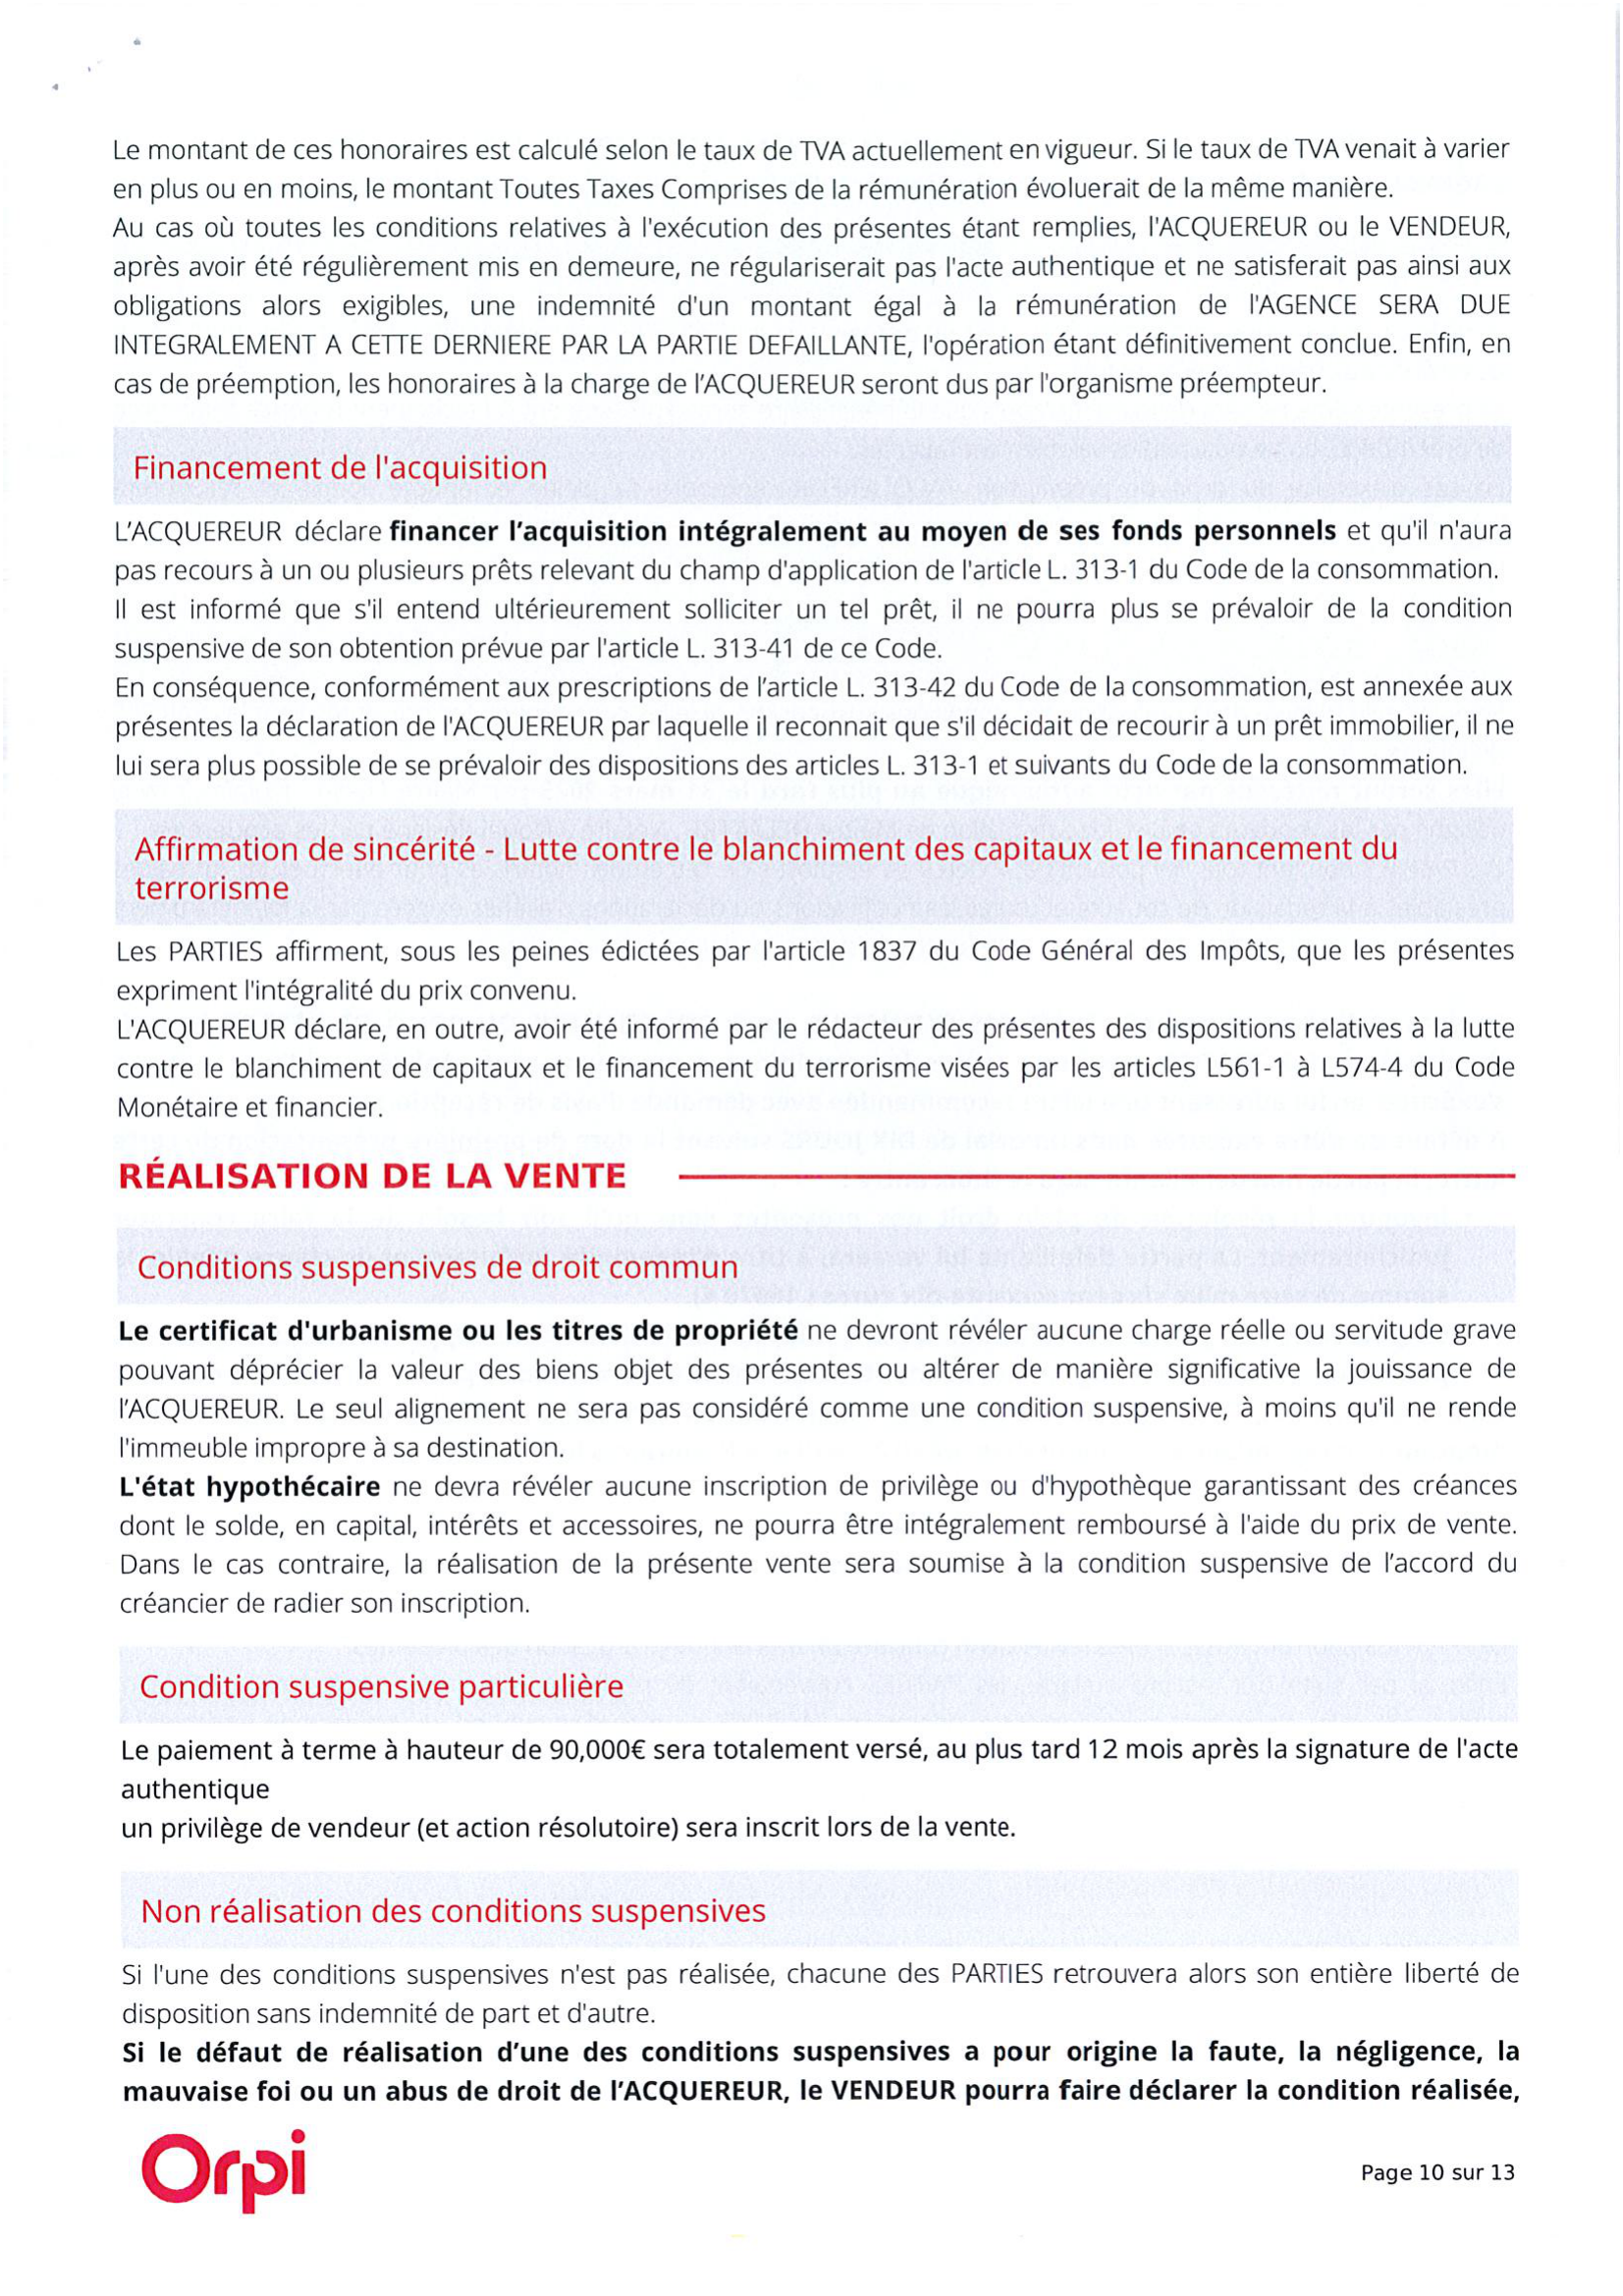 Le montant de ces honoraires est calculé selon le taux de TVA actuellement en vigueur. Si le taux de TVA venait à varier
en plus ou en moins, le montant Toutes Taxes Comprises de la rémunération évoluerait de la même manière.
Au cas où toutes les conditions relatives à l'exécution des présentes étant remplies, l'ACQUEREUR ou le VENDEUR,
après avoir été régulièrement mis en demeure, ne régulariserait pas l'acte authentique et ne satisferait pas ainsi aux
obligations alors exigibles, une indemnité d'un montant égal à la rémunération de l'AGENCE SERA DUE
INTEGRALEMENT A CETTE DERNIERE PAR LA PARTIE DEFAILLANTE, l'opération étant définitivement conclue. Enfin, en
cas de préemption, les honoraires à la charge de l'ACQUEREUR seront dus par l'organisme préempteur.
Financement de l'acquisition
L'ACQUEREUR déclare financer l'acquisition intégralement au moyen de ses fonds personnels et qu'il n'aura
pas recours à un ou plusieurs prêts relevant du champ d'application de l'article L. 313-1 du Code de la consommation.
Il est informé que s'il entend ultérieurement solliciter un tel prêt, il ne pourra plus se prévaloir de la condition
suspensive de son obtention prévue par l'article L. 313-41 de ce Code.
En conséquence, conformément aux prescriptions de l'article L. 313-42 du Code de la consommation, est annexée aux
présentes la déclaration de l'ACQUEREUR par laquelle il reconnait que s'il décidait de recourir à un prêt immobilier, il ne
lui sera plus possible de se prévaloir des dispositions des articles L. 313-1 et suivants du Code de la consommation.
Affirmation de sincérité - Lutte contre le blanchiment des capitaux et le financement du
terrorisme
Les PARTIES affirment, sous les peines édictées par l'article 1837 du Code Général des Impôts, que les présentes
expriment l'intégralité du prix convenu.
L'ACQUEREUR déclare, en outre, avoir été informé par le rédacteur des présentes des dispositions relatives à la lutte
contre le blanchiment de capitaux et le financement du terrorisme visées par les articles L561-1 à L574-4 du Code
Monétaire et financier.
RÉALISATION DE LA VENTE
Conditions suspensives de droit commun
Le certificat d'urbanisme ou les titres de propriété ne devront révéler aucune charge réelle ou servitude grave
pouvant déprécier la valeur des biens objet des présentes ou altérer de manière significative la jouissance de
l'ACQUEREUR. Le seul alignement ne sera pas considéré comme une condition suspensive, à moins qu'il ne rende
l'immeuble impropre à sa destination.
L'état hypothécaire ne devra révéler aucune inscription de privilège ou d'hypothèque garantissant des créances
dont le solde, en capital, intérêts et accessoires, ne pourra être intégralement remboursé à l'aide du prix de vente.
Dans le cas contraire, la réalisation de la présente vente sera soumise à la condition suspensive de l'accord du
créancier de radier son inscription.
Condition suspensive particulière
Le paiement à terme à hauteur de 90,000€ sera totalement versé, au plus tard 12 mois après la signature de l'acte
authentique
un privilège de vendeur (et action résolutoire) sera inscrit lors de la vente.
Non réalisation des conditions suspensives
Si l'une des conditions suspensives n'est pas réalisée, chacune des PARTIES retrouvera alors son entière liberté de
disposition sans indemnité de part et d'autre.
Si le défaut de réalisation d'une des conditions suspensives a pour origine la faute, la négligence, la
mauvaise foi ou un abus de droit de l'ACQUEREUR, le VENDEUR pourra faire déclarer la condition réalisée,
Orpi
Page 10 sur 13